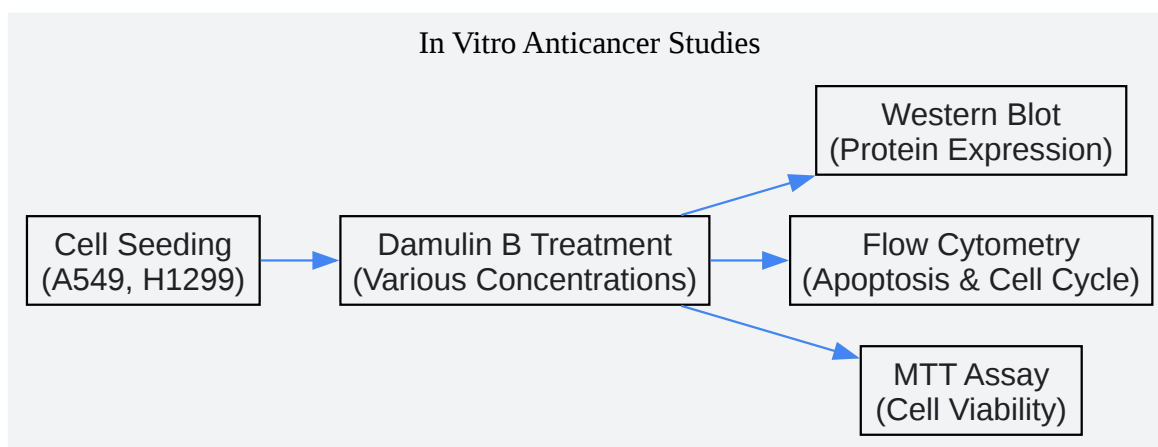 In Vitro Anticancer Studies
Cell Seeding
(A549, H1299)
Damulin B Treatment
(Various Concentrations)
Western Blot
(Protein Expression)
Flow Cytometry
(Apoptosis & Cell Cycle)
MTT Assay
(Cell Viability)